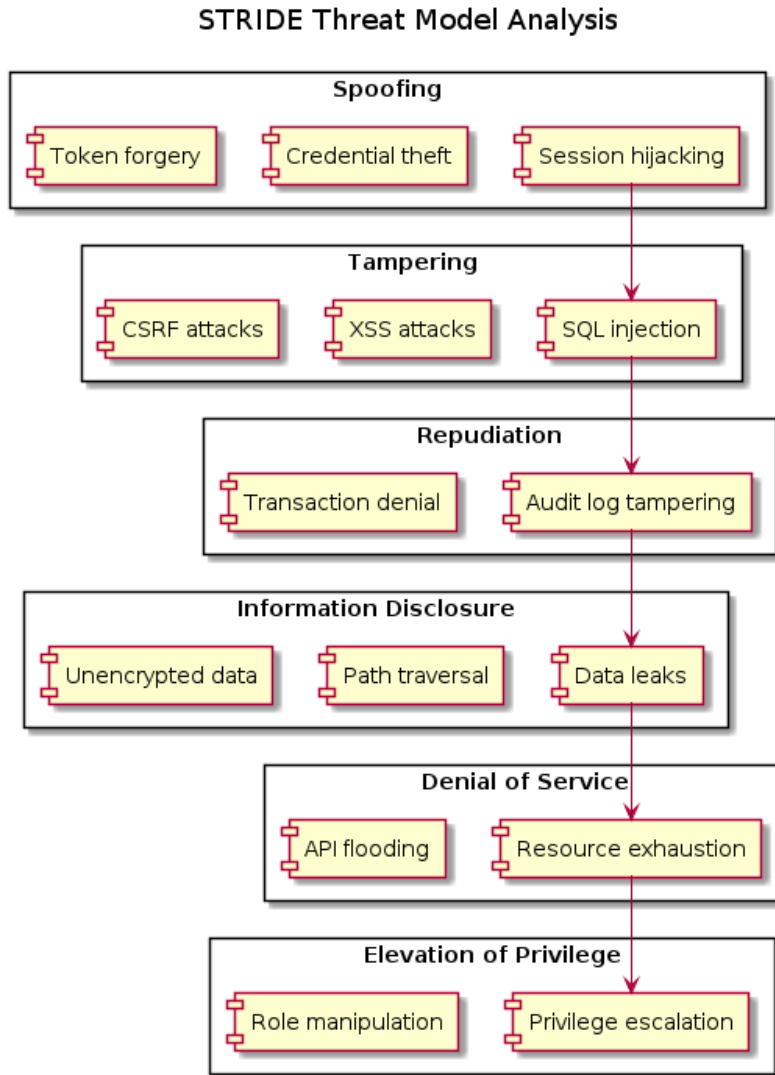 STRIDE Threat Model Analysis
Spoofing
Token forgery
Credential theft
Session hijacking
Tampering
CSRF attacks
XSS attacks
SQL injection
Repudiation
Transaction denial
Audit log tampering
Information Disclosure
Unencrypted data
Path traversal
Data leaks
Denial of Service
API flooding
Resource exhaustion
Elevation of Privilege
Role manipulation
Privilege escalation